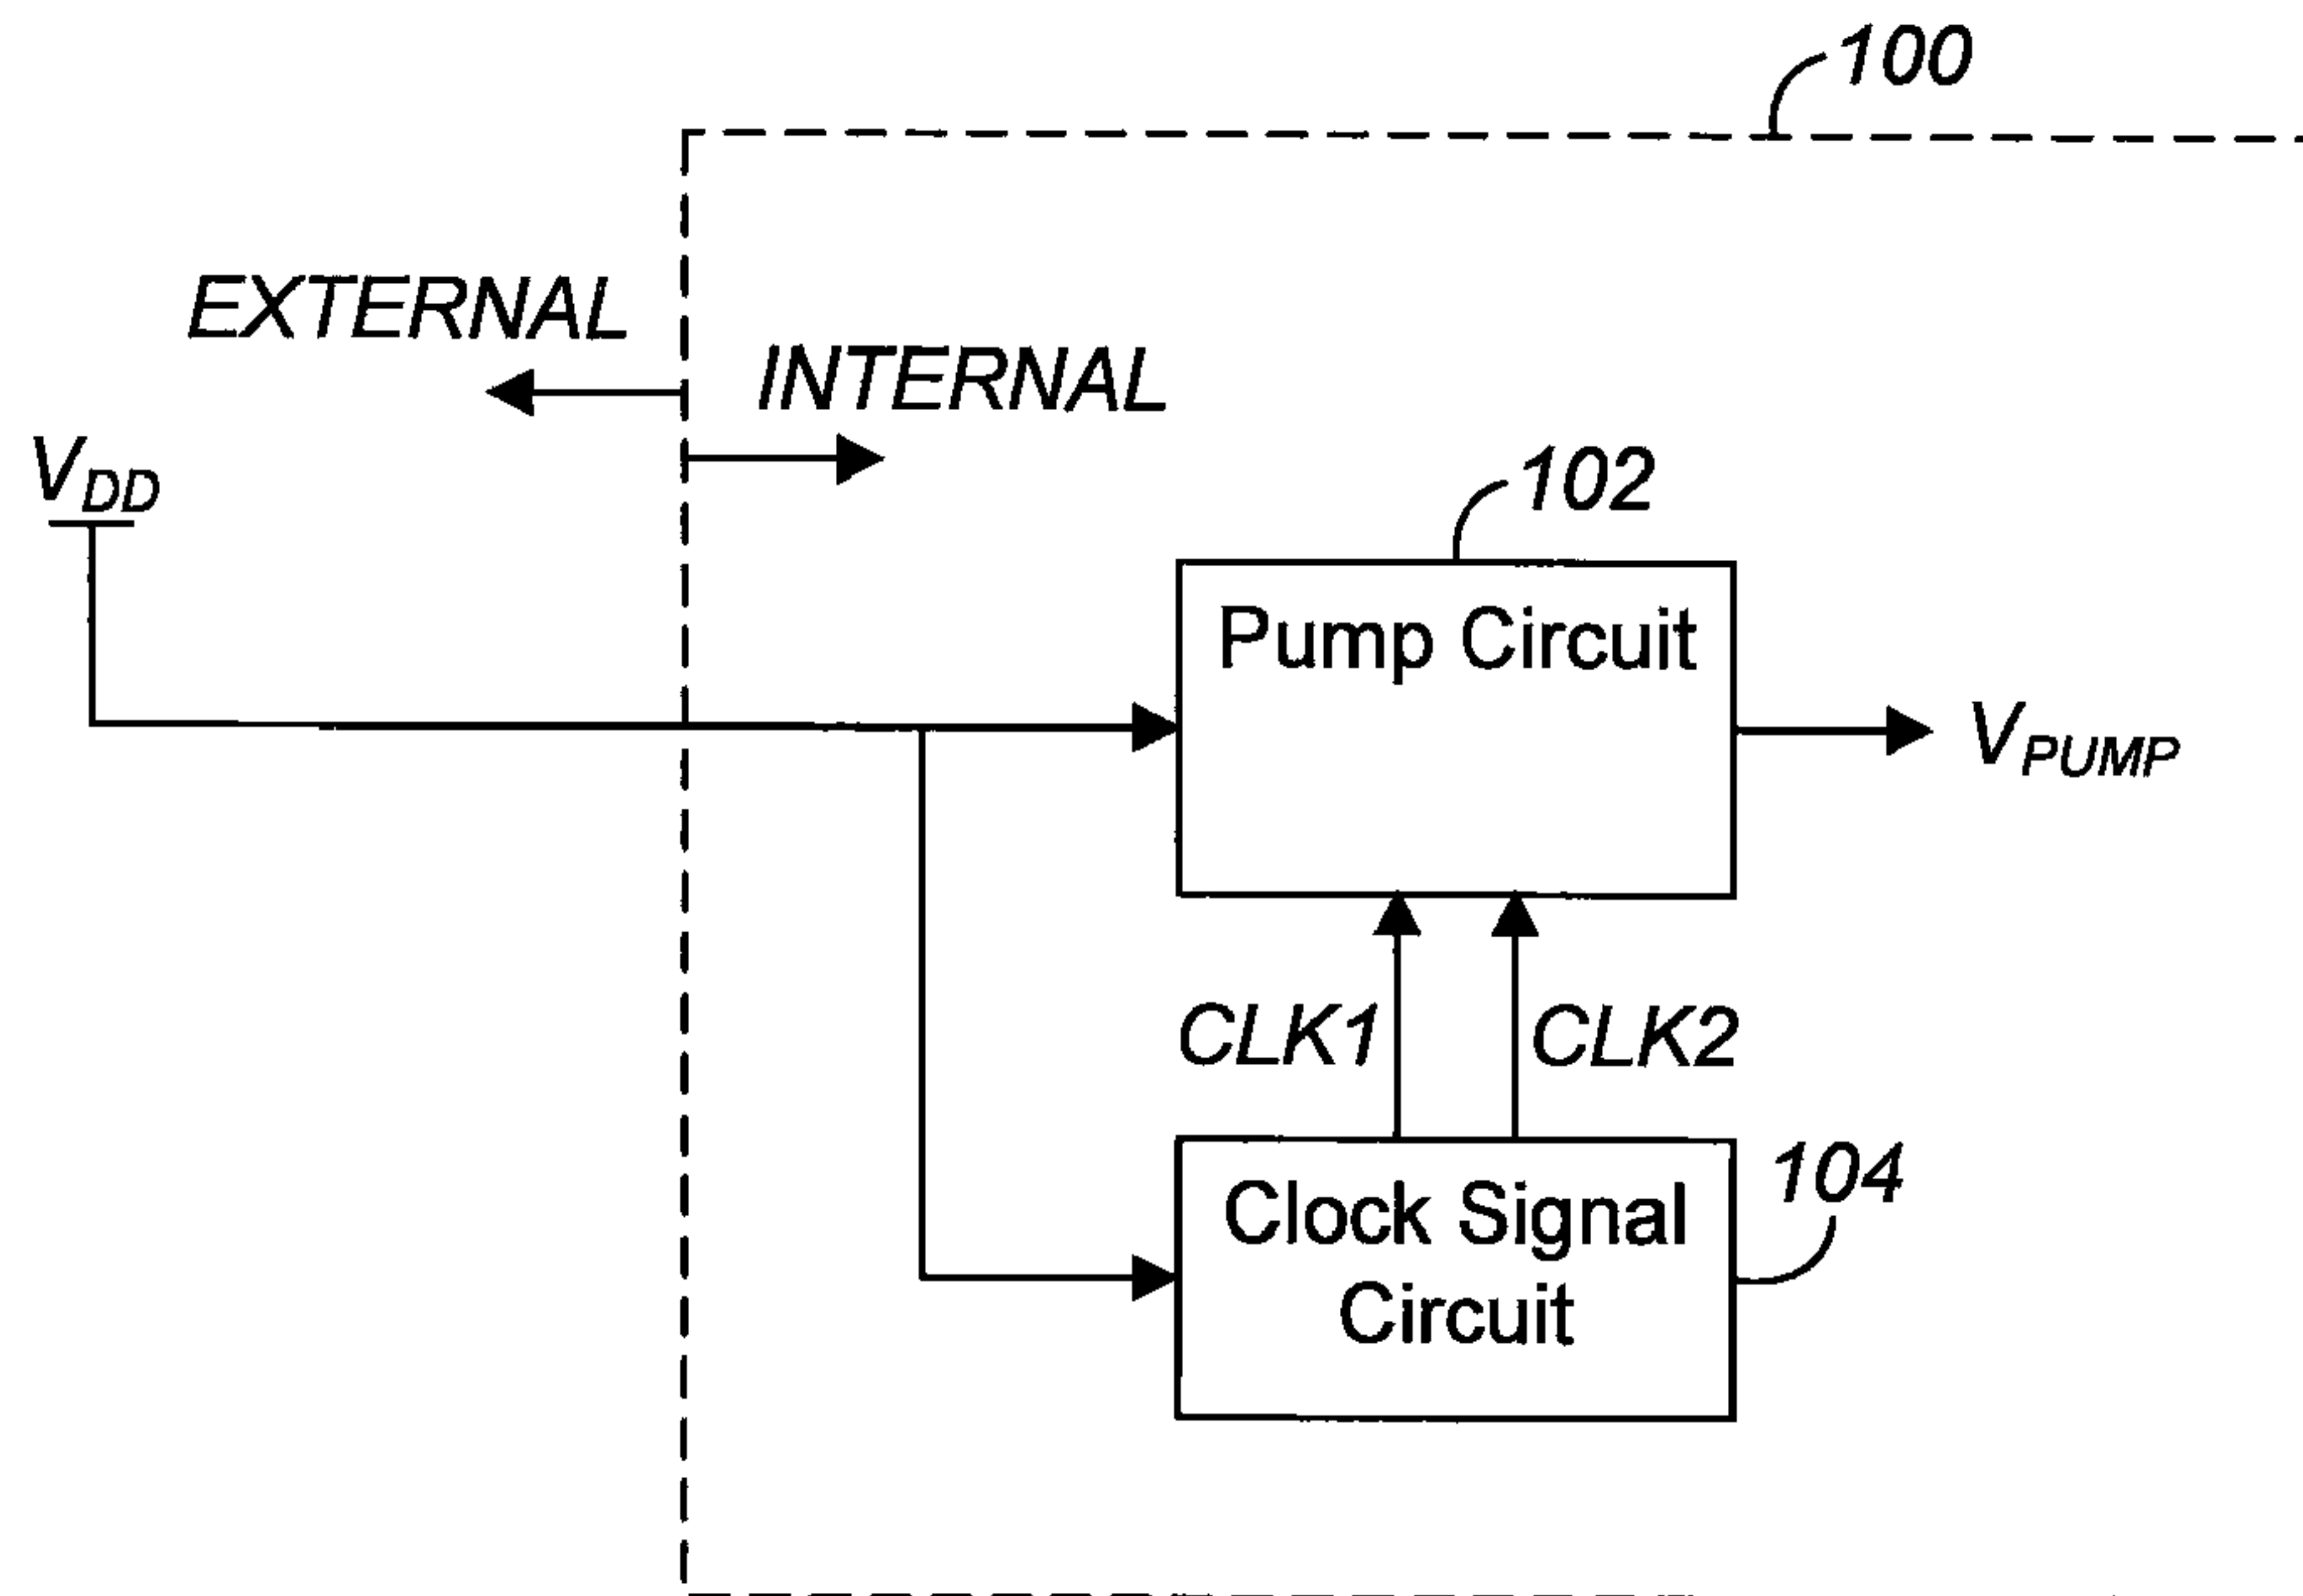 100
EXTERNAL
INTERNAL
VDD
102
Pump Circuit
VPUMP
CLK1
CLK2
104
Clock Signal
Circuit